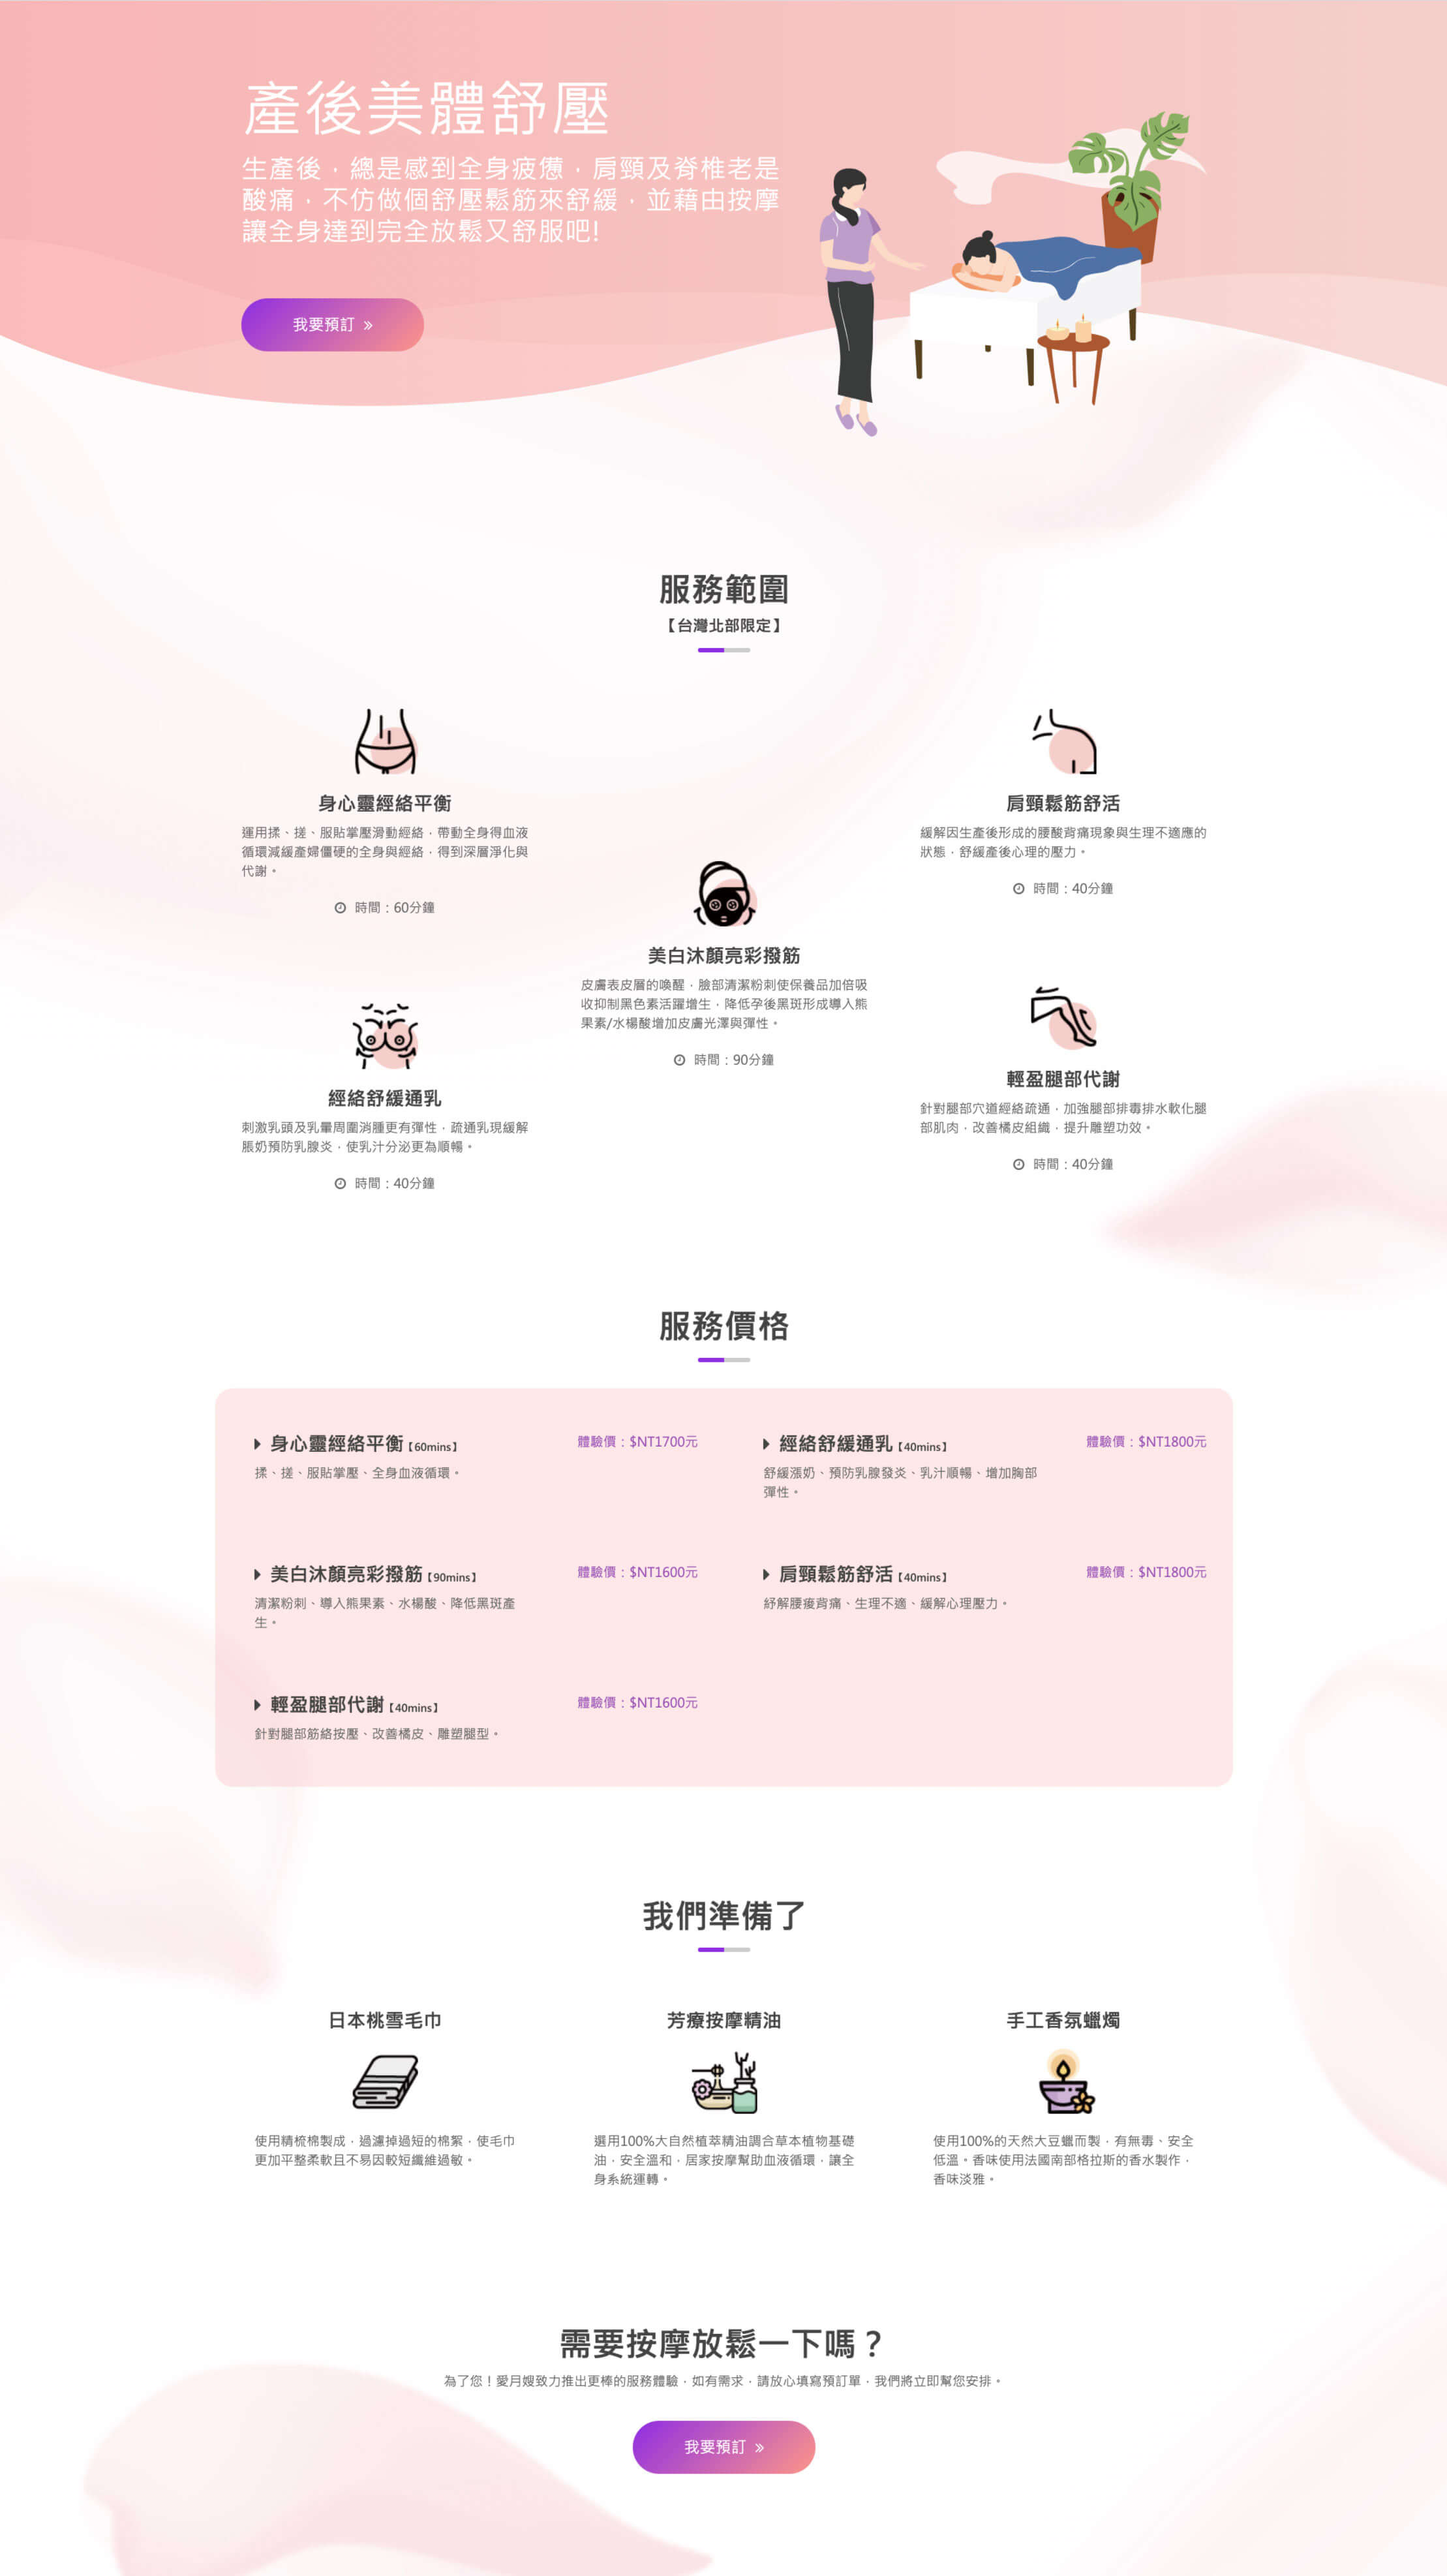 產後美體舒壓
生產後，總是感到全身疲憊，肩頸及脊椎老是
酸痛，不仿做個舒壓鬆筋來舒緩，並藉由按摩
讓全身達到完全放鬆又舒服吧!
我要預訂 »
服務範圍
【台灣北部限定】
身心靈經絡平衡
運用揉、搓、服貼掌壓滑動經絡，帶動全身得血液
循環減緩產婦僵硬的全身與經絡，得到深層淨化與
代謝。
時間：60分鐘
經絡舒緩通乳
刺激乳頭及乳暈周圍消腫更有彈性，疏通乳現緩解
脹奶預防乳腺炎，使乳汁分泌更為順暢。
時間：40分鐘
美白沐顏亮彩撥筋
皮膚表皮層的喚醒，臉部清潔粉刺使保養品加倍吸
收抑制黑色素活躍增生，降低孕後黑斑形成導入熊
果素/水楊酸增加皮膚光澤與彈性。
時間：90分鐘
肩頸鬆筋舒活
緩解因生產後形成的腰酸背痛現象與生理不適應的
狀態，舒緩產後心理的壓力。
時間：40分鐘
輕盈腿部代謝
針對腿部穴道經絡疏通，加強腿部排毒排水軟化腿
部肌肉，改善橘皮組織，提升雕塑功效。
時間：40分鐘
服務價格
身心靈經絡平衡【60mins】 體驗價：$NT1700元
揉、搓、服貼掌壓、全身血液循環。
經絡舒緩通乳【40mins】 體驗價：$NT1800元
舒緩漲奶、預防乳腺發炎、乳汁順暢、增加胸部
彈性。
美白沐顏亮彩撥筋【90mins】 體驗價：$NT1600元
清潔粉刺、導入熊果素、水楊酸、降低黑斑產
生。
肩頸鬆筋舒活【40mins】 體驗價：$NT1800元
紓解腰痠背痛、生理不適、緩解心理壓力。
輕盈腿部代謝【40mins】 體驗價：$NT1600元
針對腿部筋絡按壓、改善橘皮、雕塑腿型。
我們準備了
日本桃雪毛巾
使用精梳棉製成，過濾掉過短的棉絮，使毛巾
更加平整柔軟且不易因較短纖維過敏。
芳療按摩精油
選用100%大自然植萃精油調合草本植物基礎
油，安全溫和，居家按摩幫助血液循環，讓全
身系統運轉。
手工香氛蠟燭
使用100%的天然大豆蠟而製，有無毒、安全
低溫。香味使用法國南部格拉斯的香水製作，
香味淡雅。
需要按摩放鬆一下嗎？
為了您！愛月嫂致力推出更棒的服務體驗，如有需求，請放心填寫預訂單，我們將立即幫您安排。
我要預訂 »